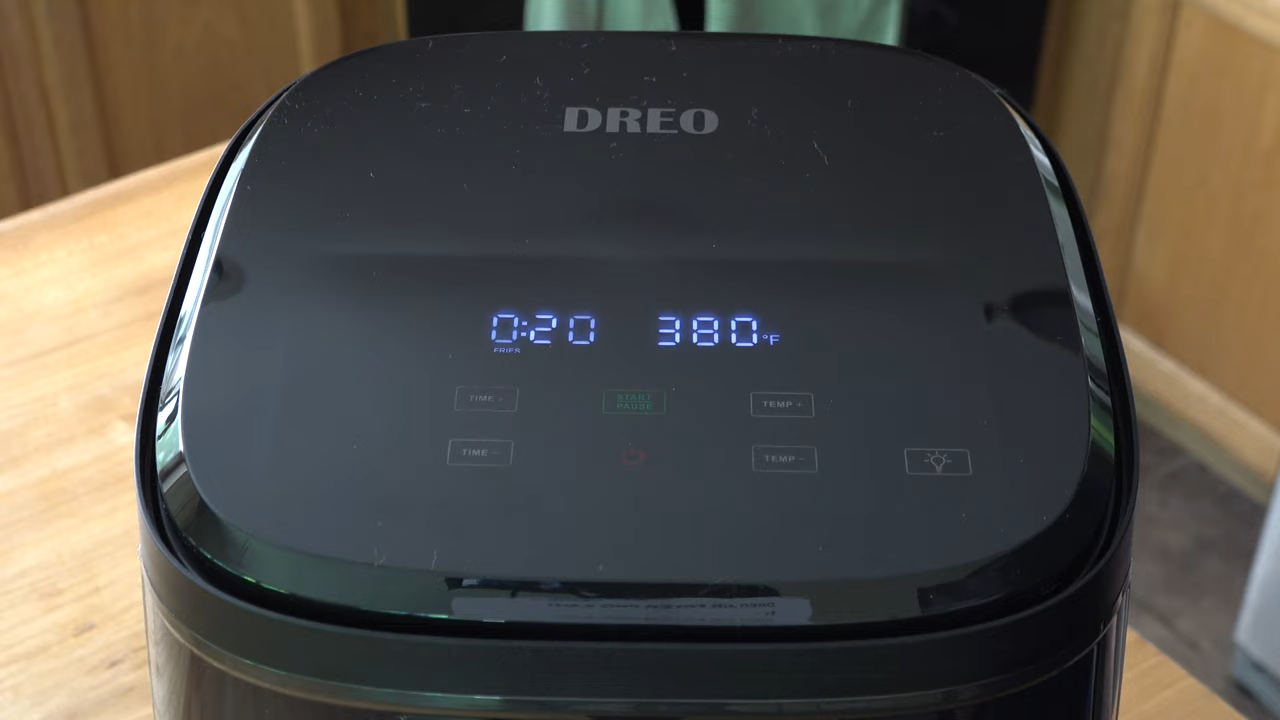 DREO
0:20 380°F
FRIES
TIME + START PAUSE TEMP +
TIME − TEMP −